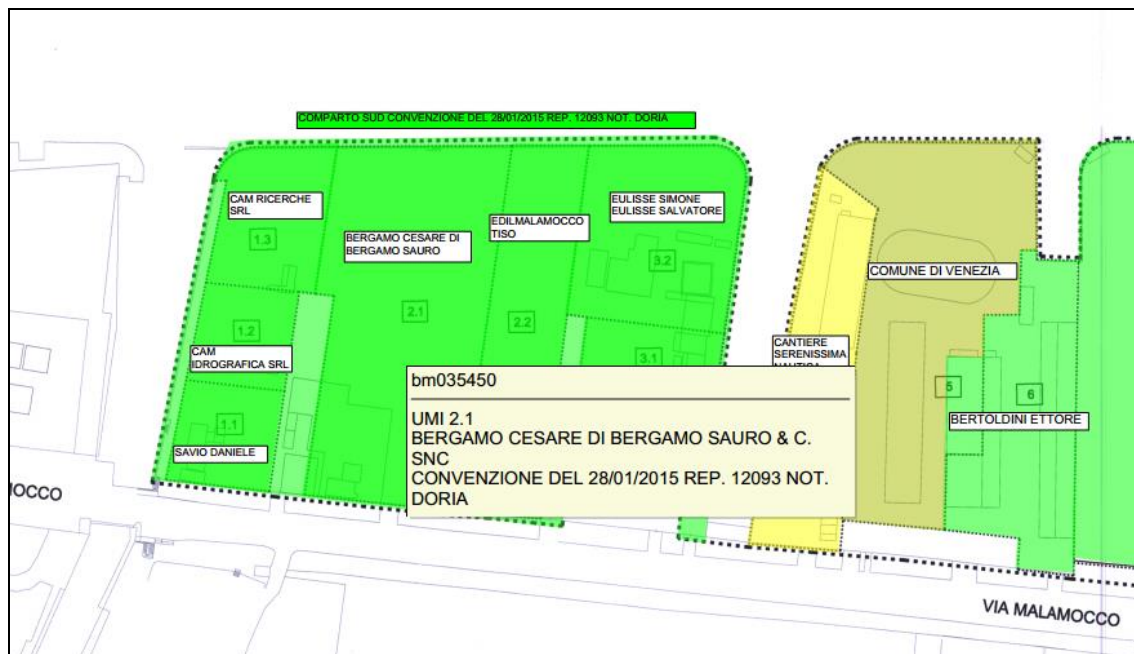 COMPARTO SUD CONVENZIONE DEL 28/01/2015 REP. 12093 NOT. DORIA
CAM RICERCHE
SRL
1.3
BERGAMO CESARE DI
BERGAMO SAURO
EDILMALAMOCCO
TISO
EULISSE SIMONE
EULISSE SALVATORE
3.2
COMUNE DI VENEZIA
2.1
2.2
1.2
CAM
IDROGRAFICA SRL
3.1
CANTIERE
SERENISSIMA
NAUTICA
bm035450
UMI 2.1
BERGAMO CESARE DI BERGAMO SAURO & C.
SNC
CONVENZIONE DEL 28/01/2015 REP. 12093 NOT.
DORIA
5
6
BERTOLDINI ETTORE
1.1
SAVIO DANIELE
MOCCO
VIA MALAMOCCO